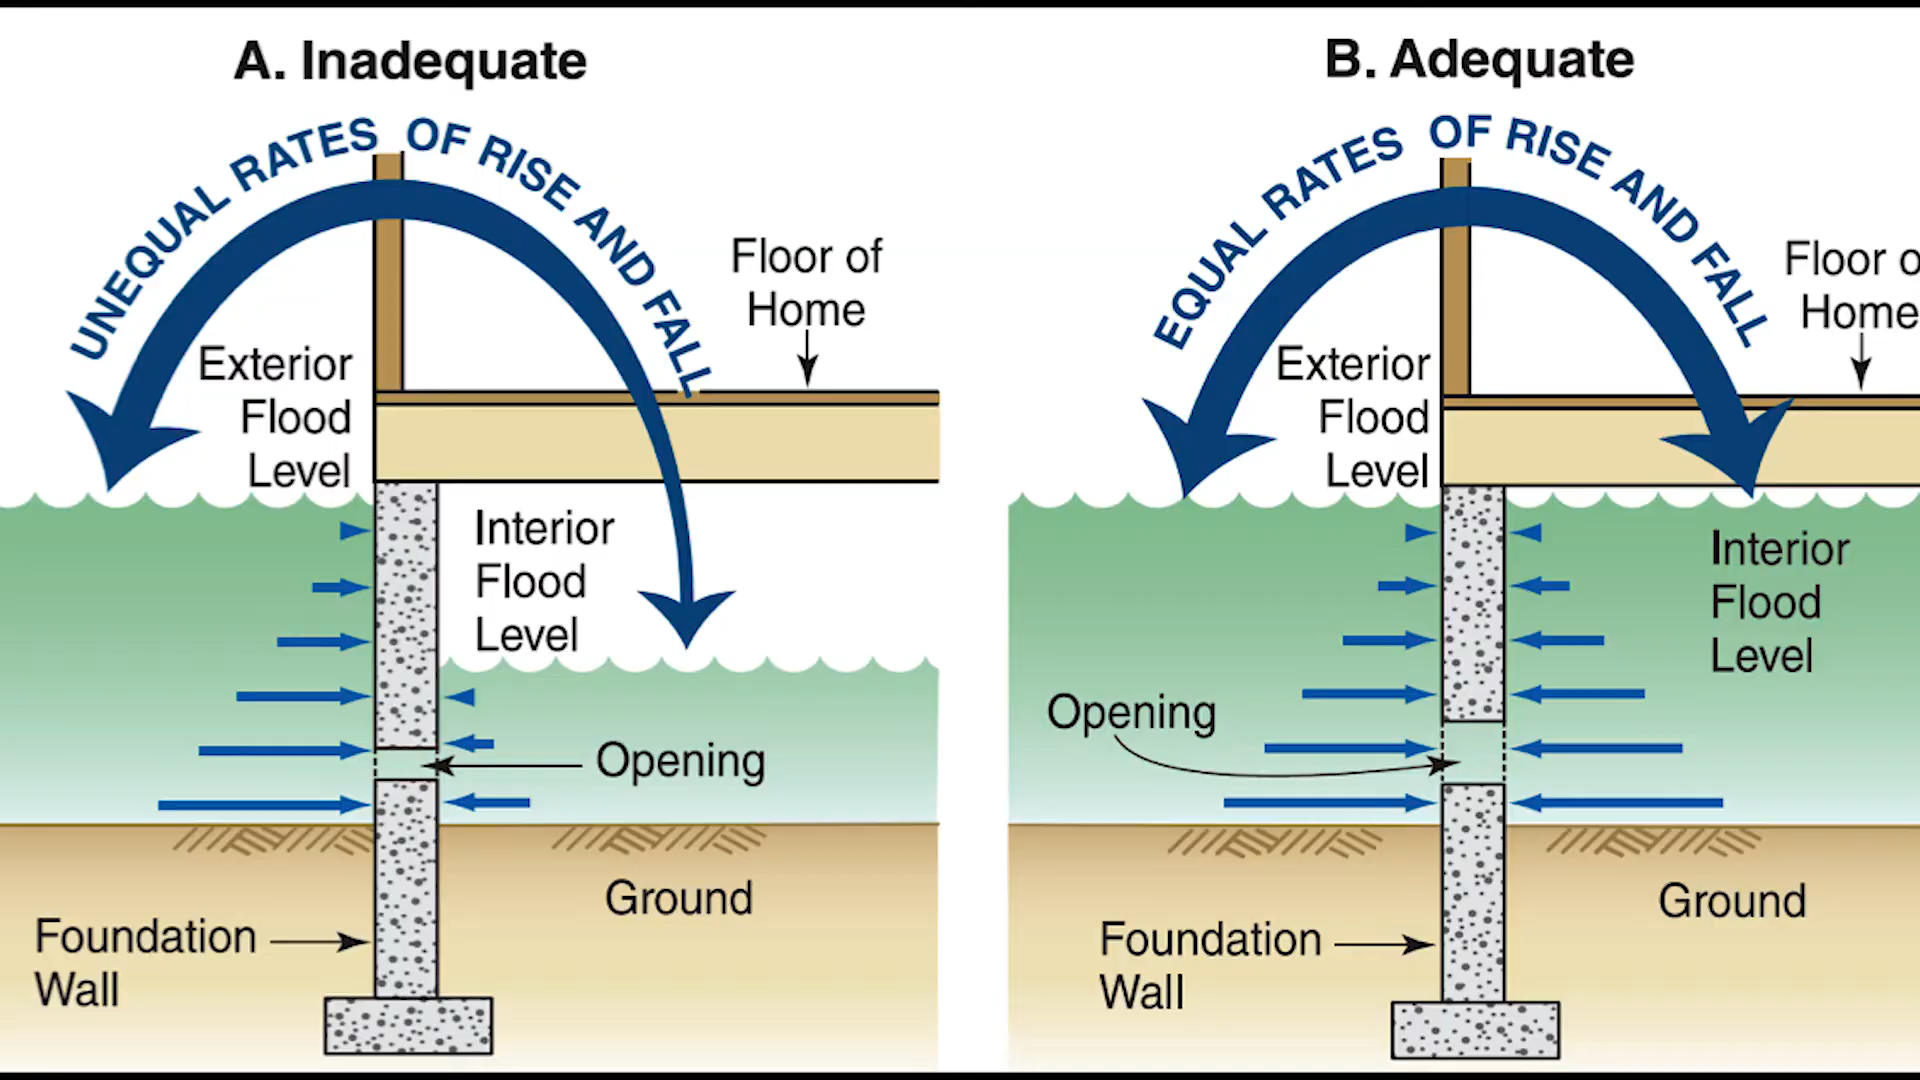 A. Inadequate
UNEQUAL RATES OF RISE AND FALL
Floor of
Home
Exterior
Flood
Level
Interior
Flood
Level
Opening
Ground
Foundation
Wall
B. Adequate
EQUAL RATES OF RISE AND FALL
Floor o
Home
Exterior
Flood
Level
Interior
Flood
Level
Opening
Ground
Foundation
Wall